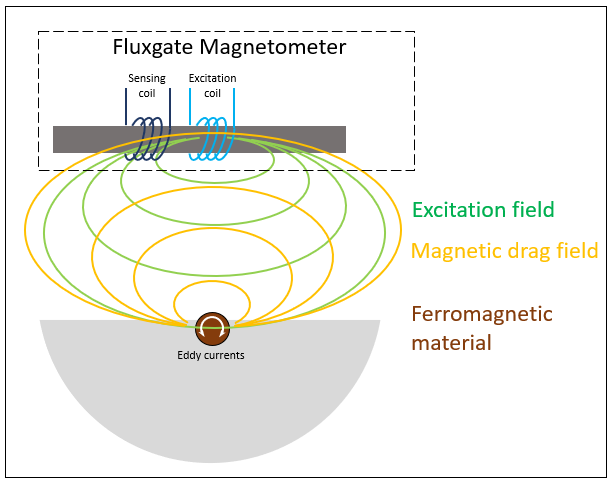 Fluxgate Magnetometer
Sensing
coil
Excitation
coil
Excitation field
Magnetic drag field
Ferromagnetic
material
Eddy currents